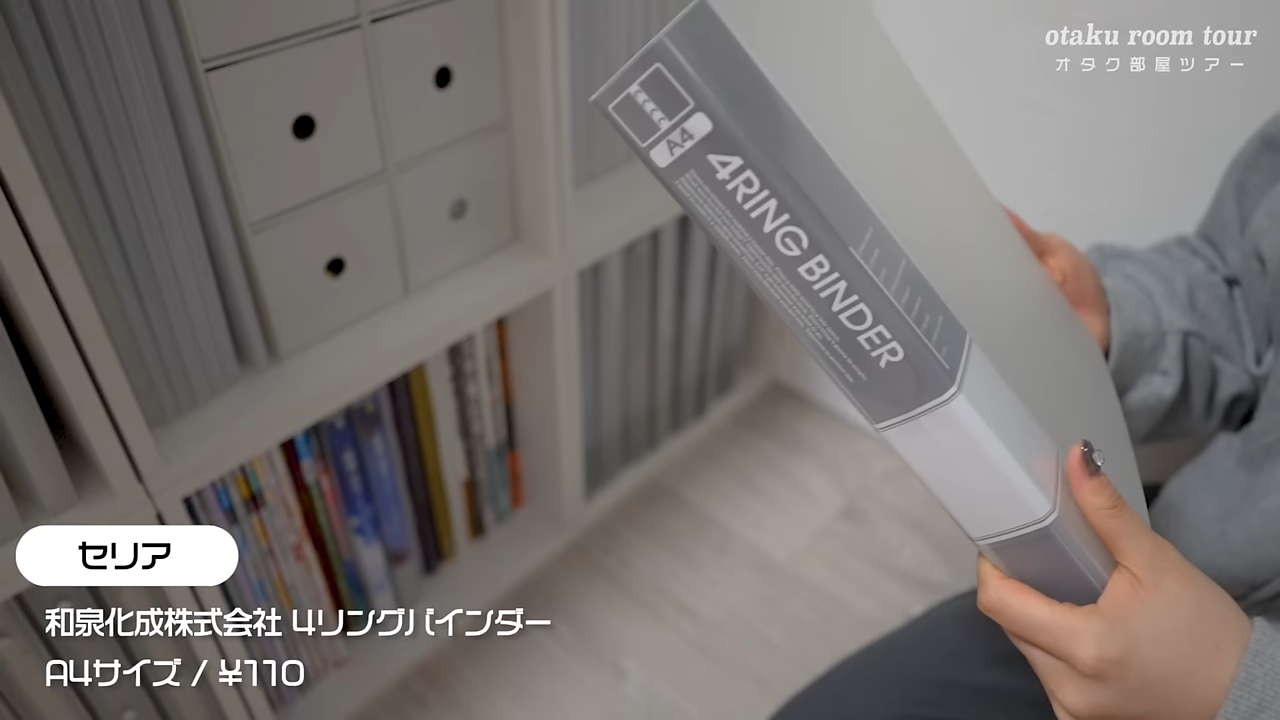 otaku room tour
オタク部屋ツアー
A4
4RING BINDER
セリア
和泉化成株式会社 4リングバインダー
A4サイズ / ¥110